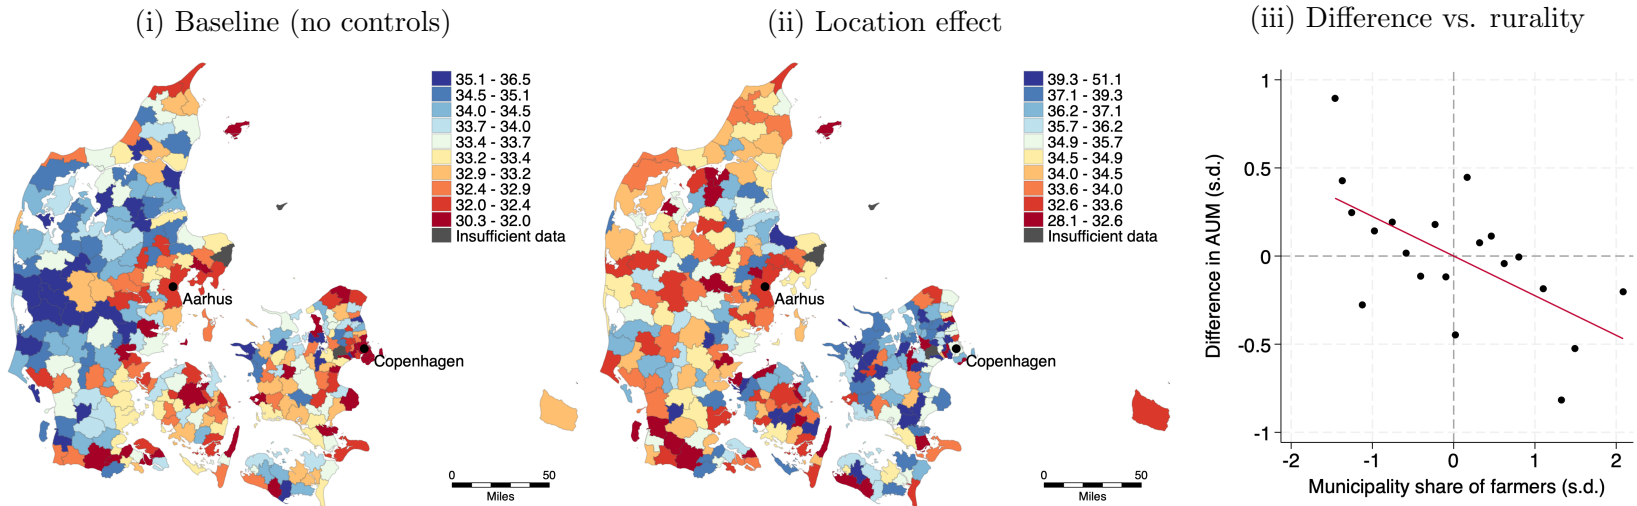 (i) Baseline (no controls)
35.1 - 36.5
34.5 - 35.1
34.0 - 34.5
33.7 - 34.0
33.4 - 33.7
33.2 - 33.4
32.9 - 33.2
32.4 - 32.9
32.0 - 32.4
30.3 - 32.0
Insufficient data
Aarhus
Copenhagen
0 50
Miles
(ii) Location effect
39.3 - 51.1
37.1 - 39.3
36.2 - 37.1
35.7 - 36.2
34.9 - 35.7
34.5 - 34.9
34.0 - 34.5
33.6 - 34.0
32.6 - 33.6
28.1 - 32.6
Insufficient data
Aarhus
Copenhagen
0 50
Miles
(iii) Difference vs. rurality
Difference in AUM (s.d.)
1
0.5
0
-0.5
-1
-2 -1 0 1 2
Municipality share of farmers (s.d.)